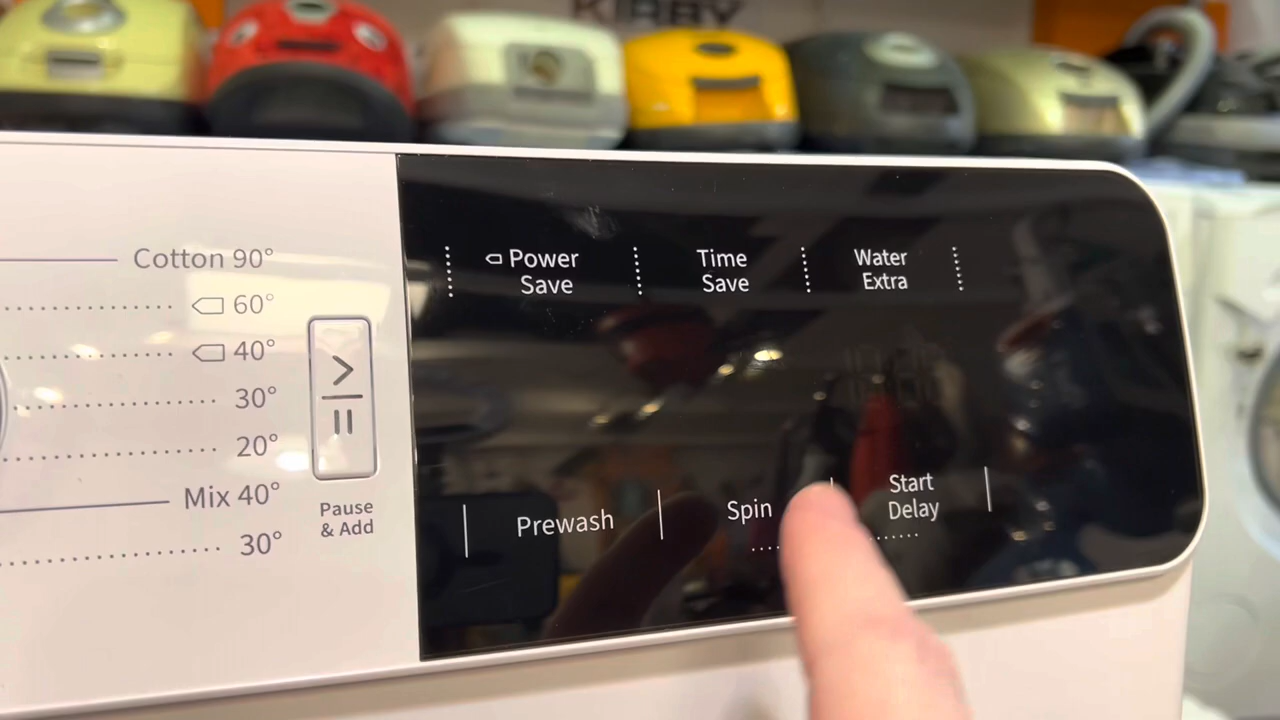 KIRBY
Cotton 90°
60°
40°
30°
20°
Mix 40°
30°
Pause
& Add
Power
Save
Time
Save
Water
Extra
Prewash
Spin
Start
Delay